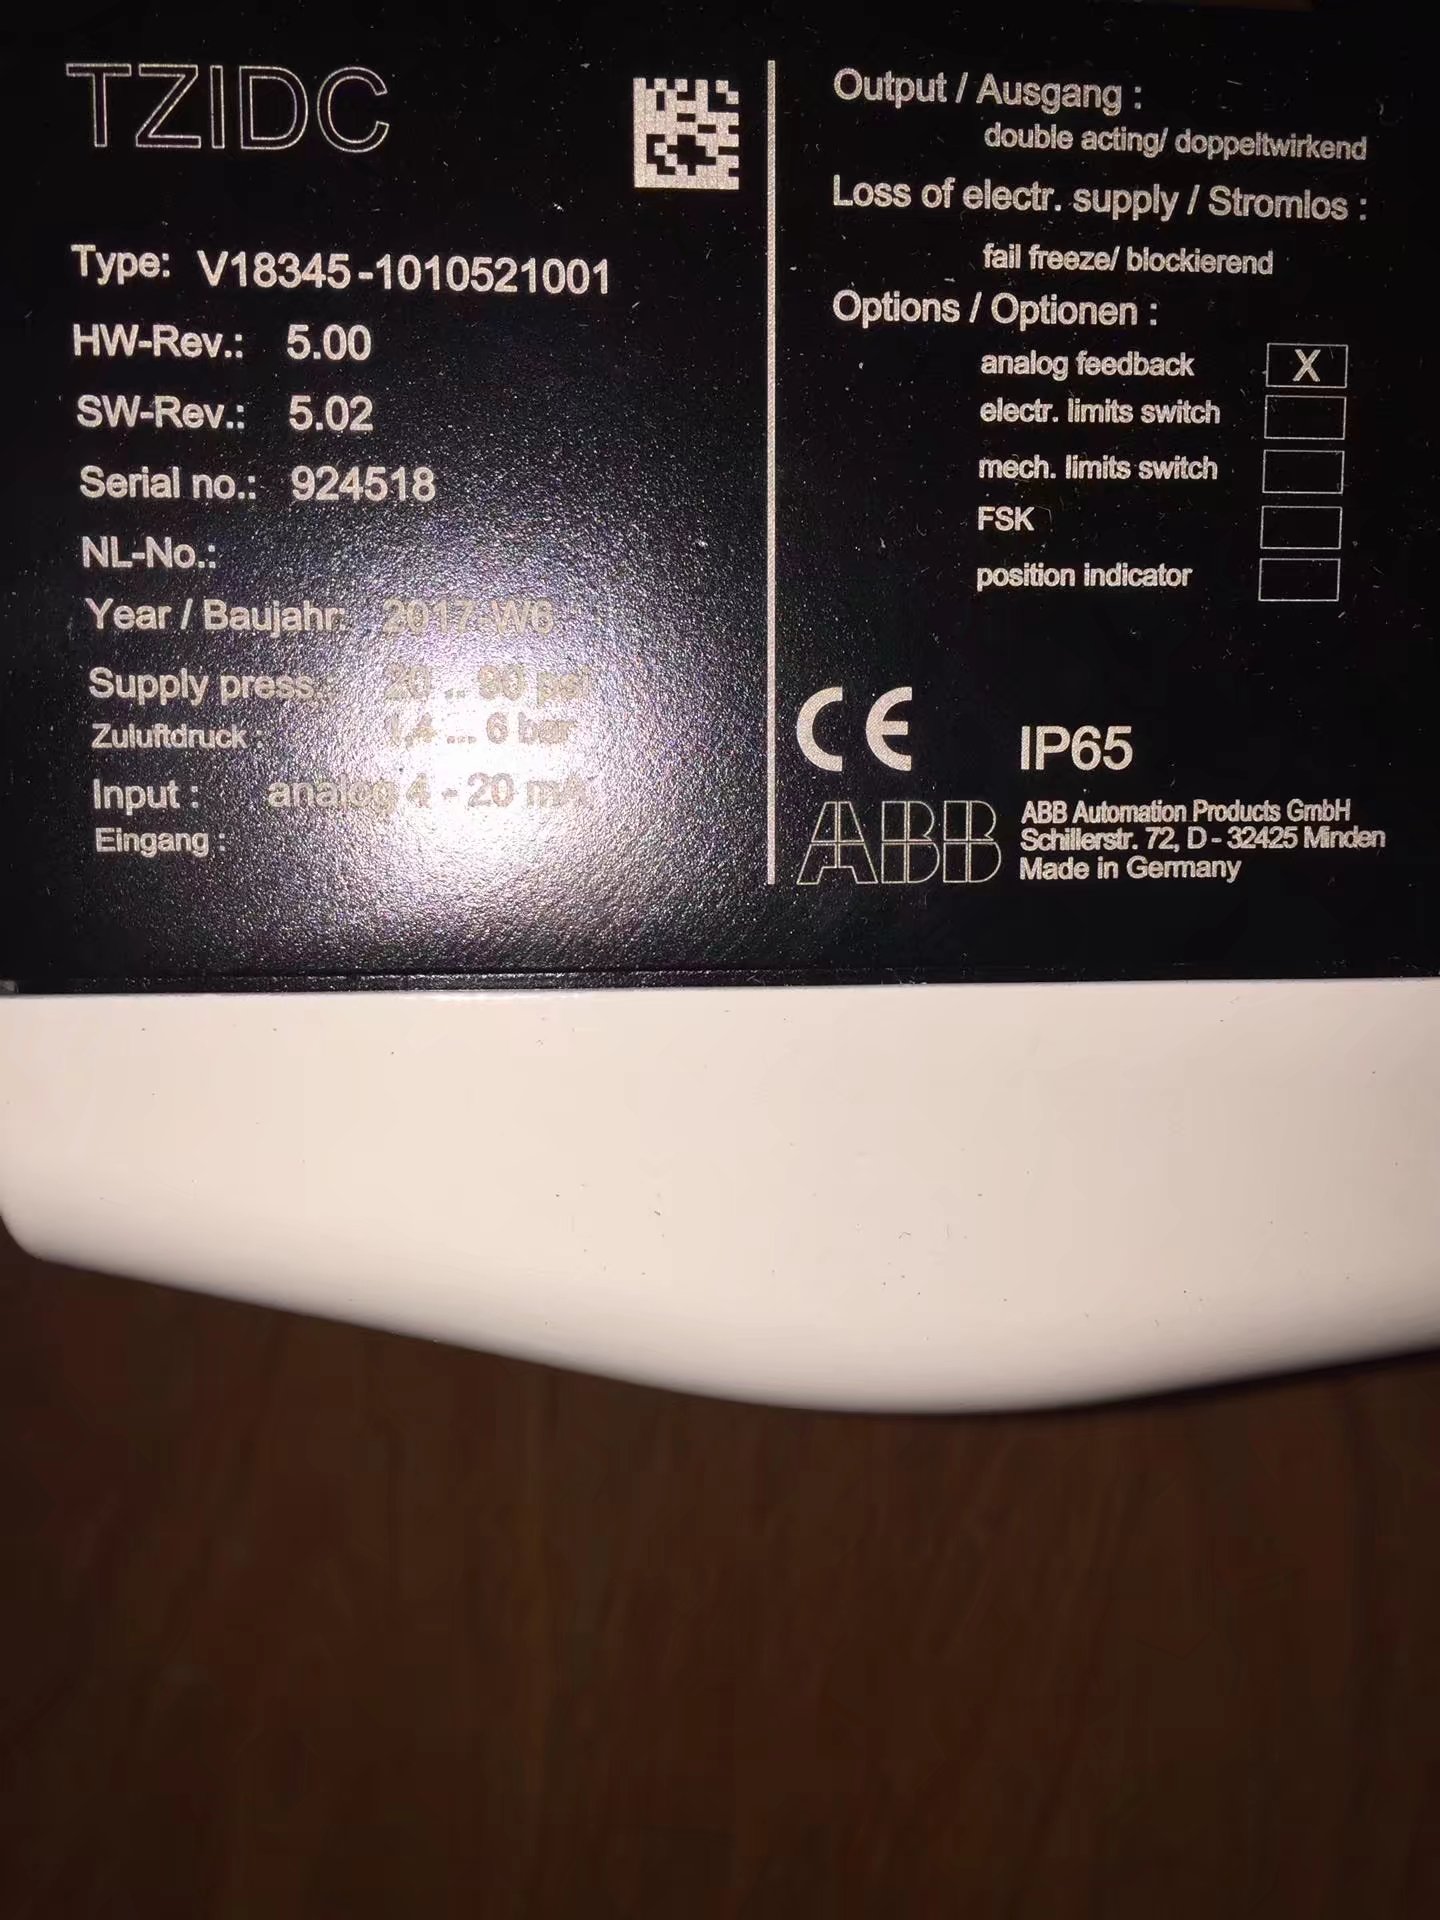 TZIDC
Type: V18345-1010521001
HW-Rev.: 5.00
SW-Rev.: 5.02
Serial no.: 924518
NL-No.:
Year / Baujahr: 2017-W6
Supply press.: 20 .. 90 psi
Zuluftdruck : 1,4 ... 6 bar
Input : analog 4 - 20 mA
Eingang :
Output / Ausgang :
double acting/ doppeltwirkend
Loss of electr. supply / Stromlos :
fail freeze/ blockierend
Options / Optionen :
analog feedback X
electr. limits switch
mech. limits switch
FSK
position indicator
CE IP65
ABB
ABB Automation Products GmbH
Schillerstr. 72, D - 32425 Minden
Made in Germany